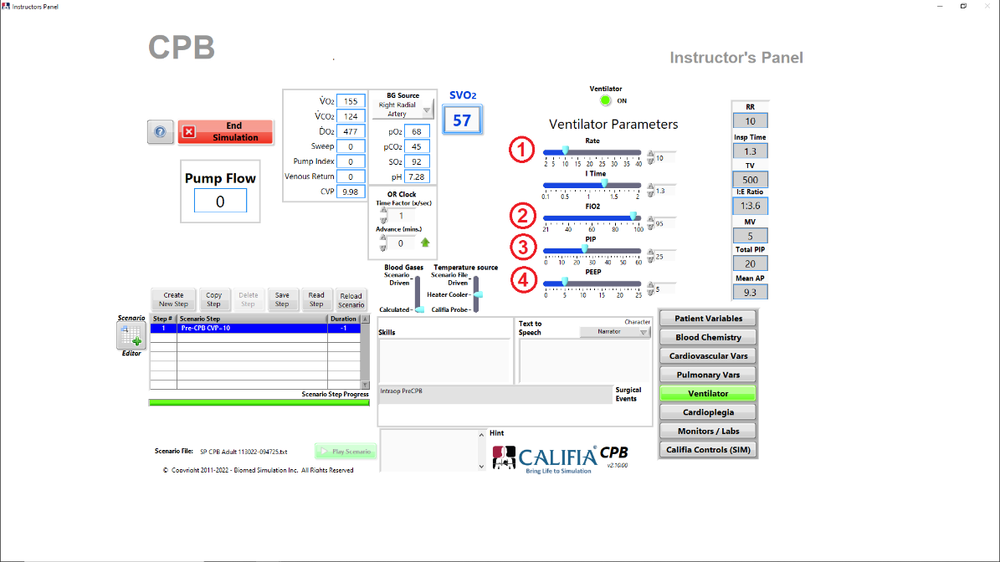 Instructors Panel
CPB
Instructor's Panel
V̇O2 155
V̇CO2 124
ḊO2 477
Sweep 0
Pump Index 0
Venous Return 0
CVP 9.98
BG Source
Right Radial
Artery
pO2 68
pCO2 45
SO2 92
pH 7.28
SVO2
57
End
Simulation
Pump Flow
0
OR Clock
Time Factor (x/sec)
1
Advance (mins.)
0
Ventilator
ON
Ventilator Parameters
1
Rate
2 5 10 15 20 25 30 35 40
10
I Time
0.1 0.5 1 1.5 2
1.3
2
FiO2
21 40 60 80 100
95
3
PIP
0 10 20 30 40 50 60
25
4
PEEP
0 5 10 15 20 25
5
RR
10
Insp Time
1.3
TV
500
I:E Ratio
1:3.6
MV
5
Total PIP
20
Mean AP
9.3
Blood Gases
Scenario
Driven
Calculated
Temperature source
Scenario File
Driven
Heater Cooler
Califia Probe
Create
New Step
Copy
Step
Delete
Step
Save
Step
Read
Step
Reload
Scenario
Scenario
Editor
Step # Scenario Step Duration
1 Pre-CPB CVP~10 -1
Scenario Step Progress
Skills
Text to
Speech
Character
Narrator
Intraop PreCPB
Surgical
Events
Patient Variables
Blood Chemistry
Cardiovascular Vars
Pulmonary Vars
Ventilator
Cardioplegia
Monitors / Labs
Califia Controls (SIM)
Scenario File: SP CPB Adult 113022-094725.txt
Play Scenario
Hint
© Copyright 2011-2022 - Biomed Simulation Inc. All Rights Reserved
CALIFIA® CPB
Bring Life to Simulation
v2.10.00